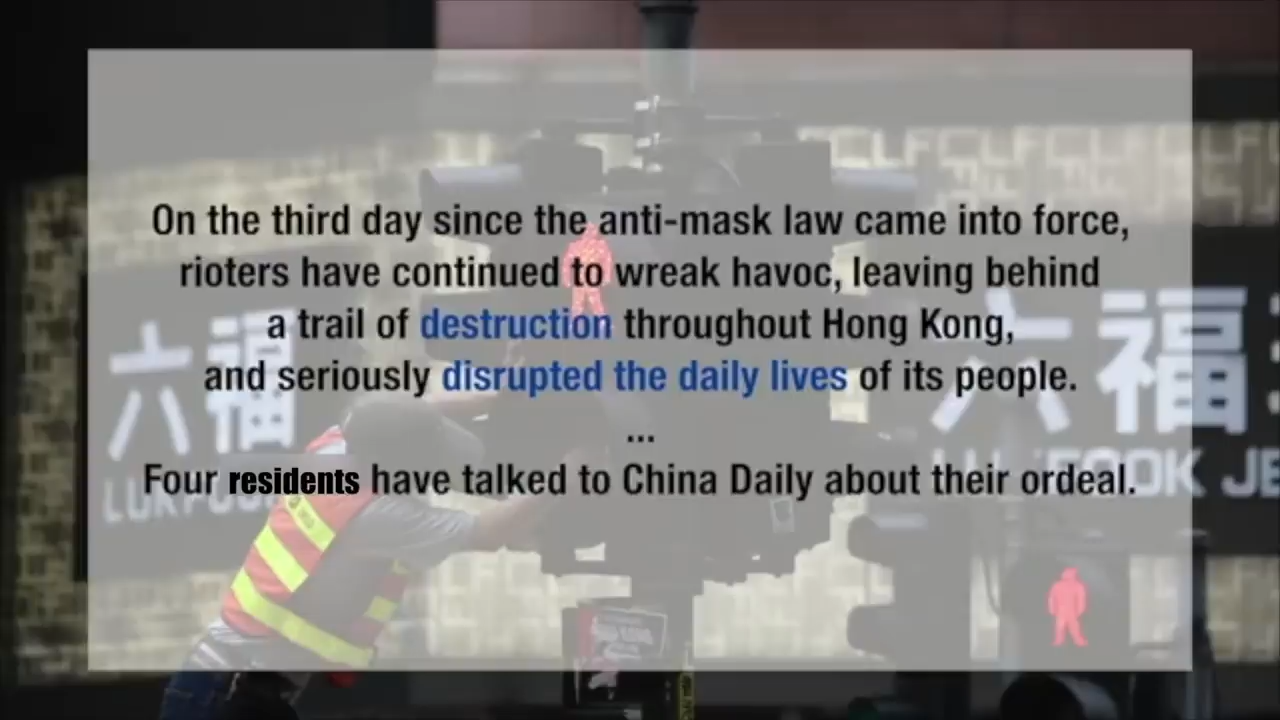 On the third day since the anti-mask law came into force,
rioters have continued to wreak havoc, leaving behind
a trail of destruction throughout Hong Kong,
and seriously disrupted the daily lives of its people.
...
Four residents have talked to China Daily about their ordeal.
六福
LUKFOOK
六福
LUKFOOK JE